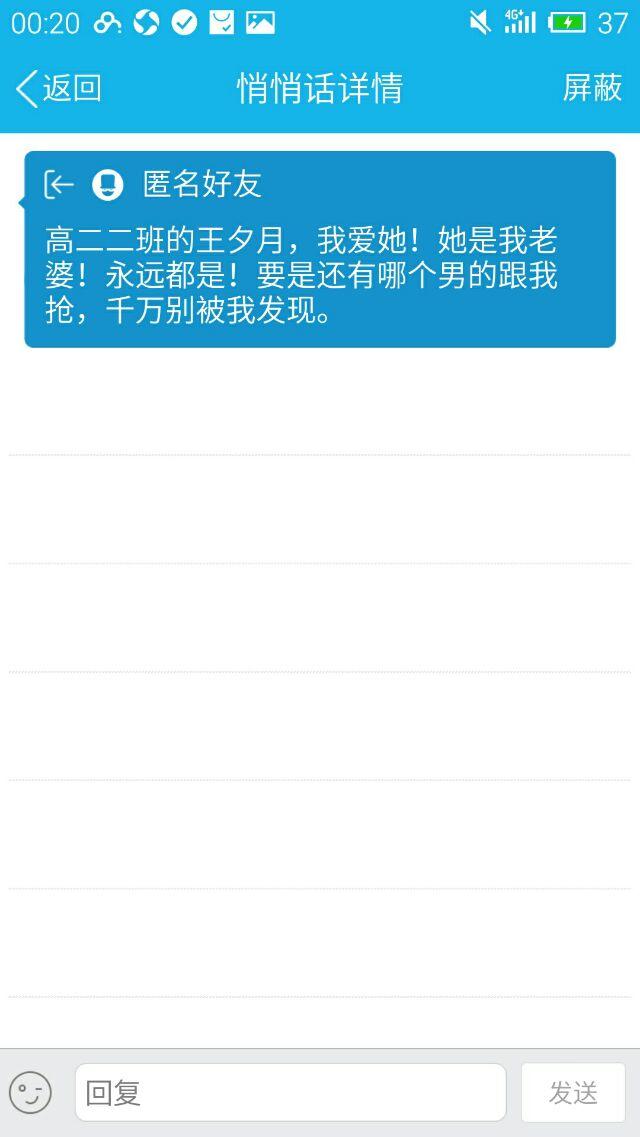 00:20 4G+ 37
返回 悄悄话详情 屏蔽
匿名好友
高二二班的王夕月，我爱她！她是我老
婆！永远都是！要是还有哪个男的跟我
抢，千万别被我发现。
回复 发送